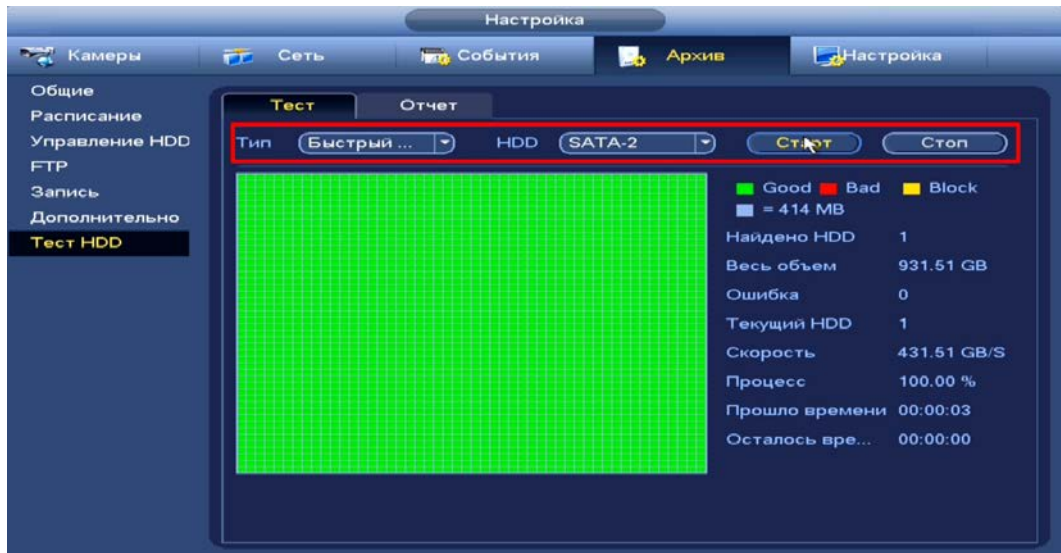 Настройка
Камеры Сеть События Архив Настройка
Общие
Расписание
Управление HDD
FTP
Запись
Дополнительно
Тест HDD
Тест Отчет
Тип Быстрый ... HDD SATA-2 Старт Стоп
Good Bad Block
= 414 MB
Найдено HDD 1
Весь объем 931.51 GB
Ошибка 0
Текущий HDD 1
Скорость 431.51 GB/S
Процесс 100.00 %
Прошло времени 00:00:03
Осталось вре... 00:00:00